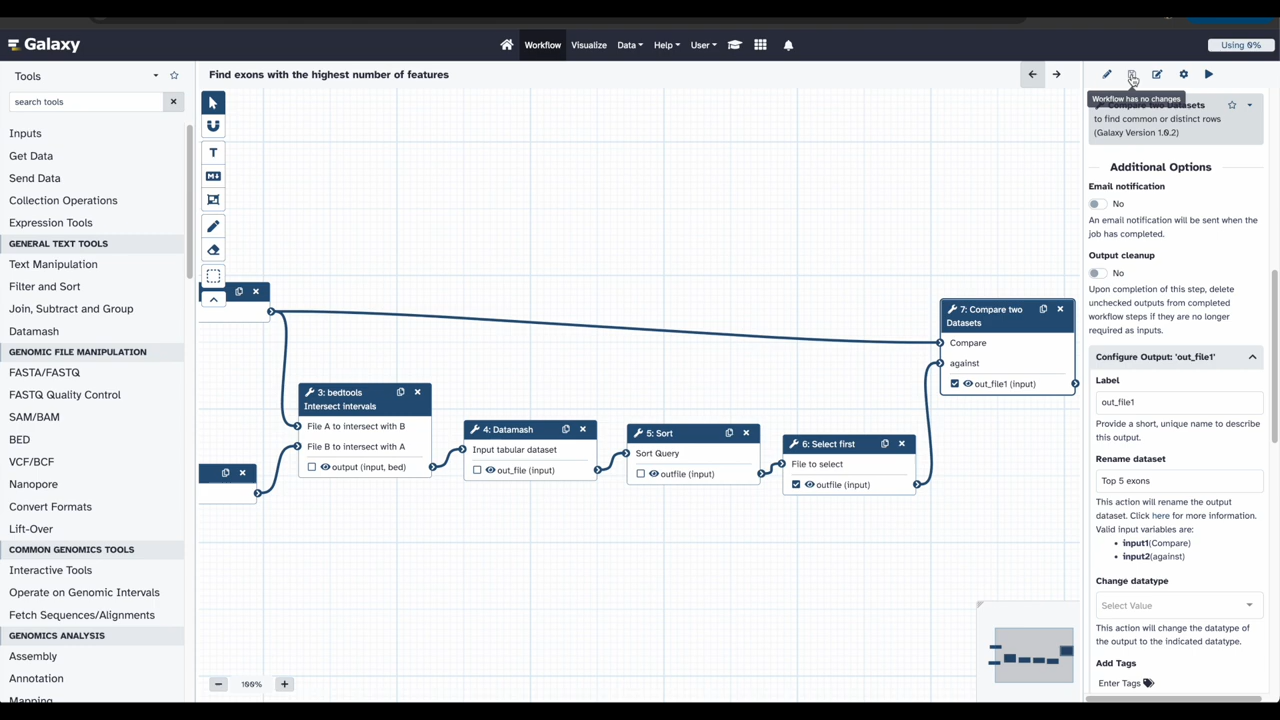 Galaxy
Workflow
Visualize
Data
Help
User
Using 0%
Tools
search tools
Inputs
Get Data
Send Data
Collection Operations
Expression Tools
GENERAL TEXT TOOLS
Text Manipulation
Filter and Sort
Join, Subtract and Group
Datamash
GENOMIC FILE MANIPULATION
FASTA/FASTQ
FASTQ Quality Control
SAM/BAM
BED
VCF/BCF
Nanopore
Convert Formats
Lift-Over
COMMON GENOMICS TOOLS
Interactive Tools
Operate on Genomic Intervals
Fetch Sequences/Alignments
GENOMICS ANALYSIS
Assembly
Annotation
Mapping
Find exons with the highest number of features
T
3: bedtools
Intersect intervals
File A to intersect with B
File B to intersect with A
output (input, bed)
4: Datamash
Input tabular dataset
out_file (input)
5: Sort
Sort Query
outfile (input)
6: Select first
File to select
outfile (input)
7: Compare two
Datasets
Compare
against
out_file1 (input)
100%
Workflow has no changes
Compare two Datasets
to find common or distinct rows
(Galaxy Version 1.0.2)
Additional Options
Email notification
No
An email notification will be sent when the
job has completed.
Output cleanup
No
Upon completion of this step, delete
unchecked outputs from completed
workflow steps if they are no longer
required as inputs.
Configure Output: 'out_file1'
Label
out_file1
Provide a short, unique name to describe
this output.
Rename dataset
Top 5 exons
This action will rename the output
dataset. Click here for more information.
Valid input variables are:
• input1(Compare)
• input2(against)
Change datatype
Select Value
This action will change the datatype of
the output to the indicated datatype.
Add Tags
Enter Tags